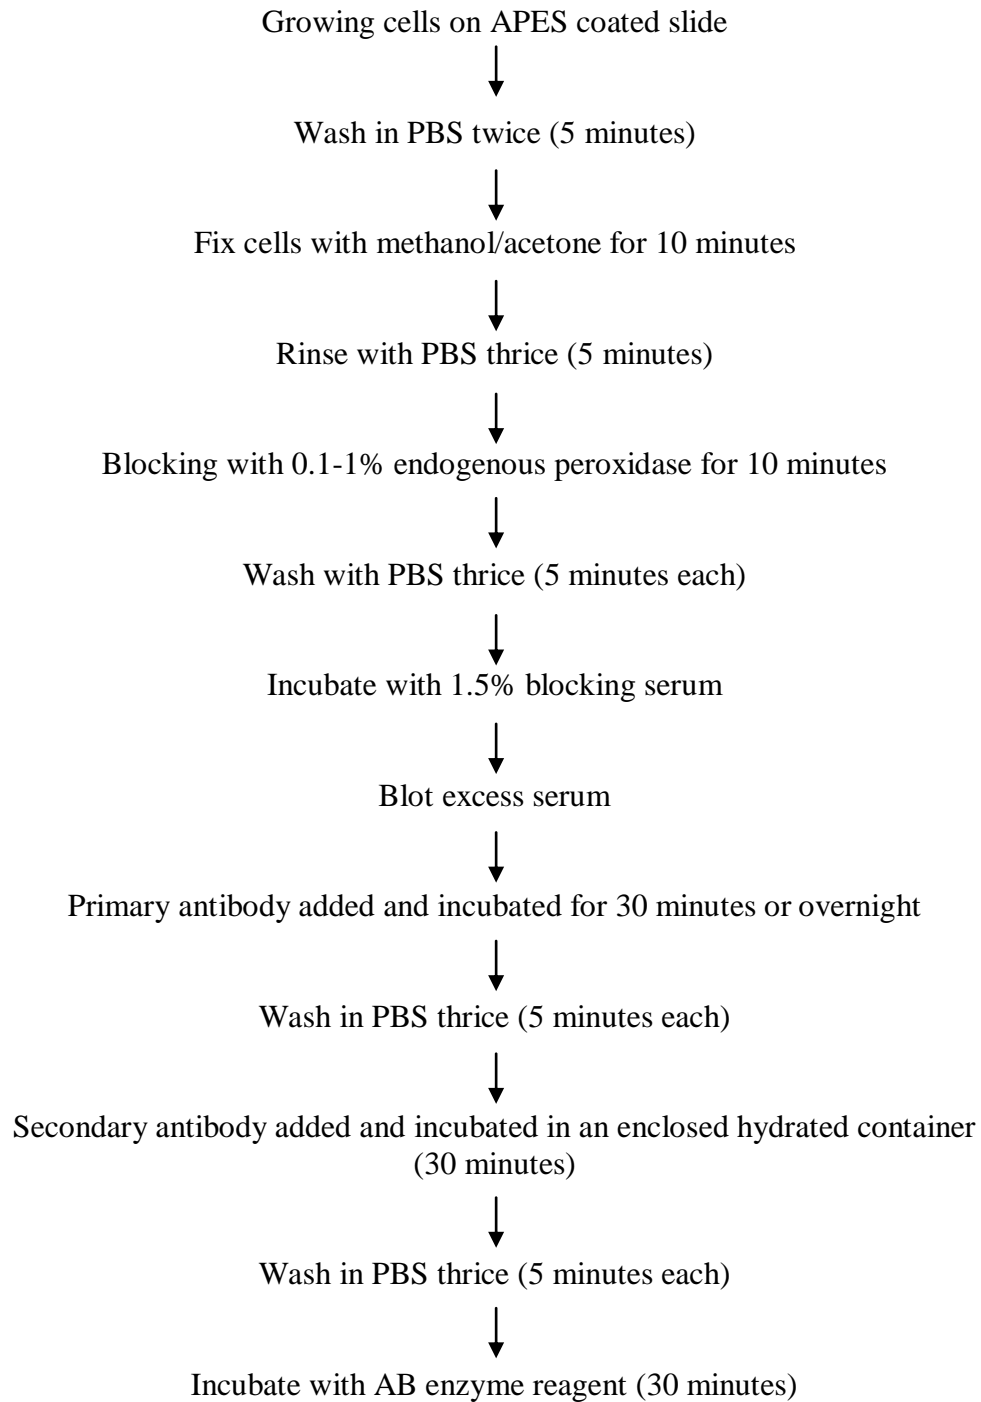 Growing cells on APES coated slide
Wash in PBS twice (5 minutes)
Fix cells with methanol/acetone for 10 minutes
Rinse with PBS thrice (5 minutes)
Blocking with 0.1-1% endogenous peroxidase for 10 minutes
Wash with PBS thrice (5 minutes each)
Incubate with 1.5% blocking serum
Blot excess serum
Primary antibody added and incubated for 30 minutes or overnight
Wash in PBS thrice (5 minutes each)
Secondary antibody added and incubated in an enclosed hydrated container
(30 minutes)
Wash in PBS thrice (5 minutes each)
Incubate with AB enzyme reagent (30 minutes)